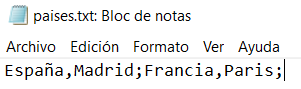 paises.txt: Bloc de notas
Archivo Edición Formato Ver Ayuda
España,Madrid;Francia,Paris;